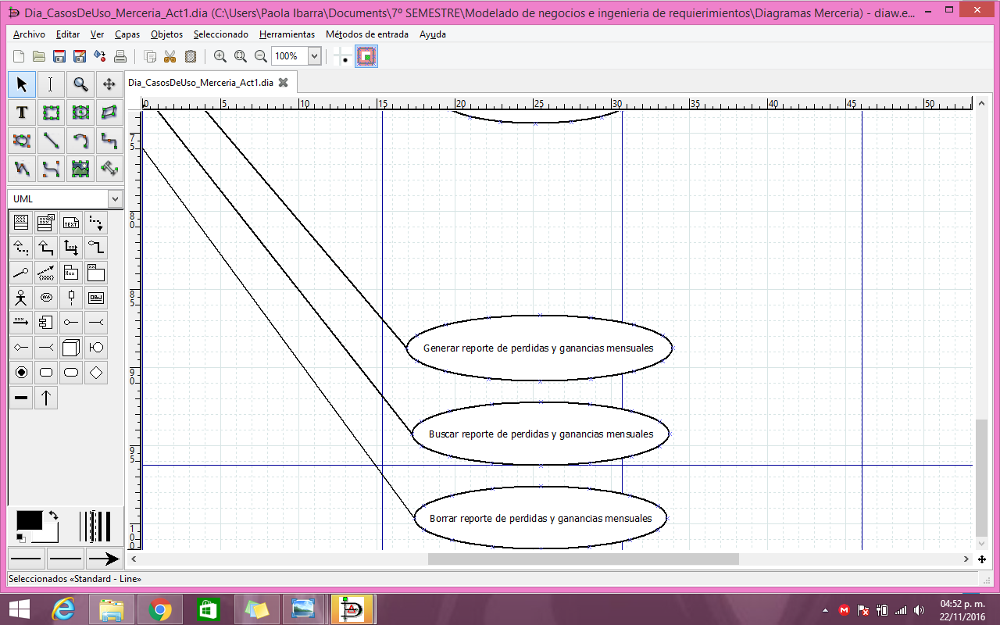 Dia_CasosDeUso_Merceria_Act1.dia (C:\Users\Paola Ibarra\Documents\7º SEMESTRE\Modelado de negocios e ingenieria de requierimientos\Diagramas Merceria) - diaw.e...
Archivo Editar Ver Capas Objetos Seleccionado Herramientas Métodos de entrada Ayuda
100%
Dia_CasosDeUso_Merceria_Act1.dia
0 5 10 15 20 25 30 35 40 45 50
75
80
85
90
95
100
T
UML
TEXT
OBJ
Generar reporte de perdidas y ganancias mensuales
Buscar reporte de perdidas y ganancias mensuales
Borrar reporte de perdidas y ganancias mensuales
Seleccionados «Standard - Line»
04:52 p. m.
22/11/2016